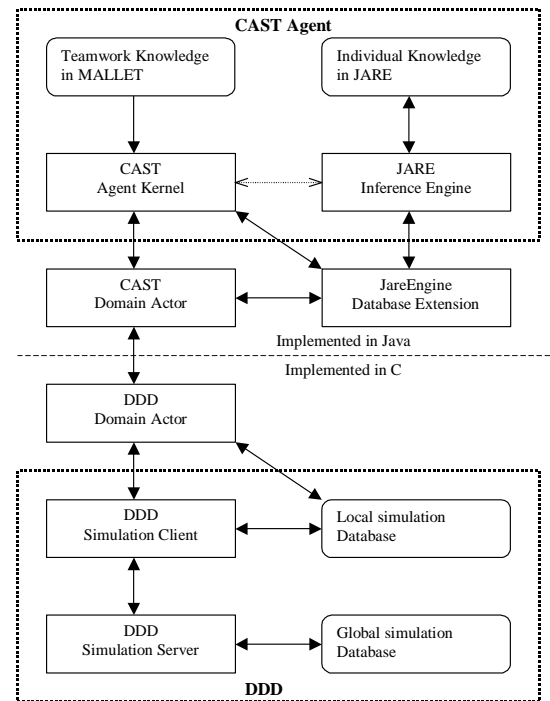 CAST Agent
Teamwork Knowledge
in MALLET
Individual Knowledge
in JARE
CAST
Agent Kernel
JARE
Inference Engine
CAST
Domain Actor
JareEngine
Database Extension
Implemented in Java
Implemented in C
DDD
Domain Actor
DDD
Simulation Client
Local simulation
Database
DDD
Simulation Server
Global simulation
Database
DDD